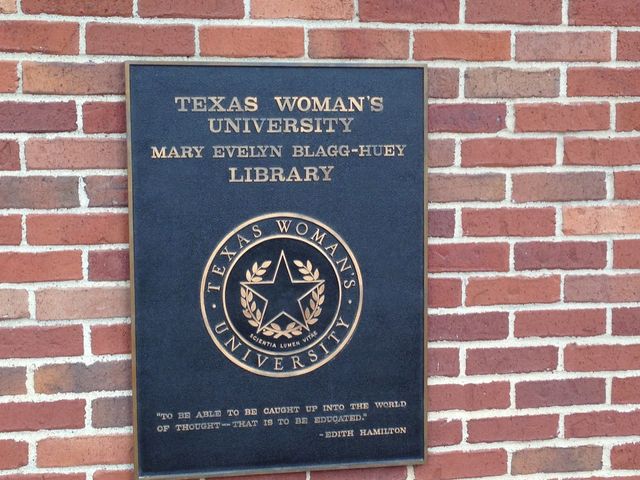 TEXAS WOMAN'S
UNIVERSITY
MARY EVELYN BLAGG-HUEY
LIBRARY
TEXAS WOMAN'S
UNIVERSITY
SCIENTIA LUMEN VITAE
"TO BE ABLE TO BE CAUGHT UP INTO THE WORLD
OF THOUGHT--THAT IS TO BE EDUCATED."
-EDITH HAMILTON